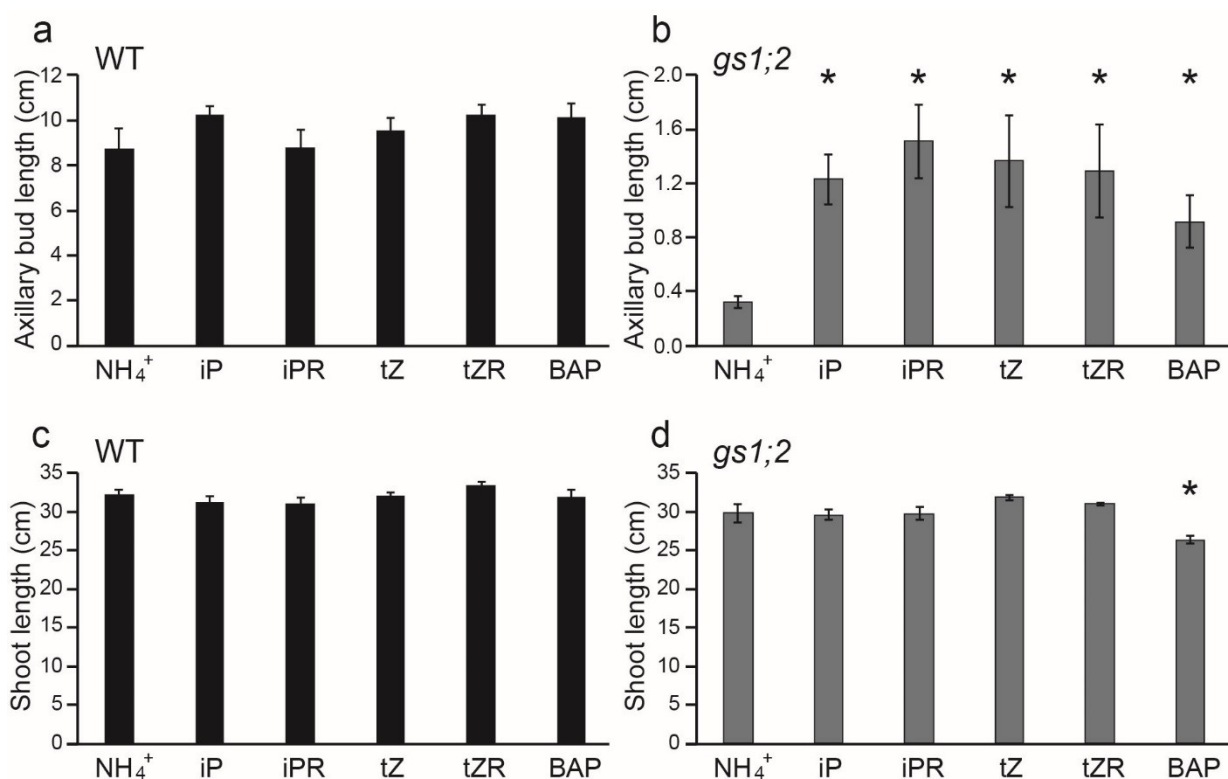 a WT
Axillary bud length (cm)
12
10
8
6
4
2
0
NH₄⁺ iP iPR tZ tZR BAP
b gs1;2
Axillary bud length (cm)
2.0
1.6
1.2
0.8
0.4
0.0
* * * * *
NH₄⁺ iP iPR tZ tZR BAP
c WT
Shoot length (cm)
35
30
25
20
15
10
5
0
NH₄⁺ iP iPR tZ tZR BAP
d gs1;2
Shoot length (cm)
35
30
25
20
15
10
5
0
*
NH₄⁺ iP iPR tZ tZR BAP